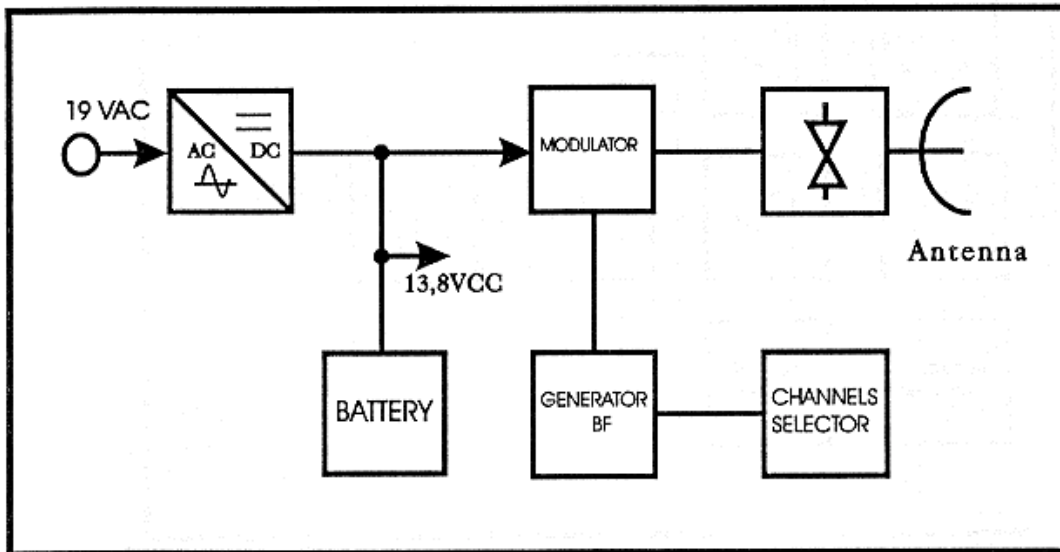 19 VAC
AC
DC
MODULATOR
Antenna
13,8VCC
BATTERY
GENERATOR
BF
CHANNELS
SELECTOR